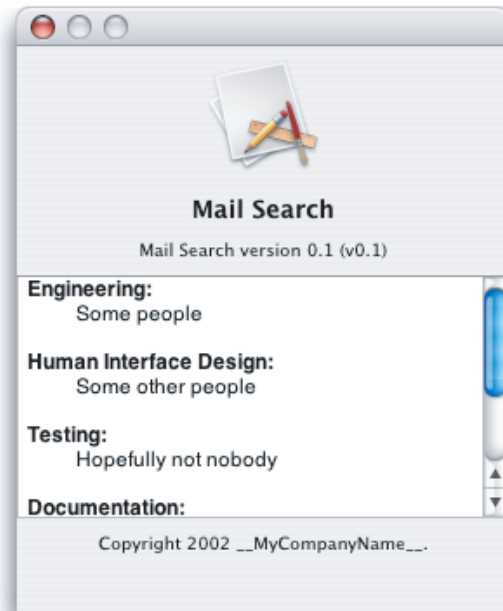 Mail Search
Mail Search version 0.1 (v0.1)
Engineering:
Some people
Human Interface Design:
Some other people
Testing:
Hopefully not nobody
Documentation:
Copyright 2002 __MyCompanyName__.